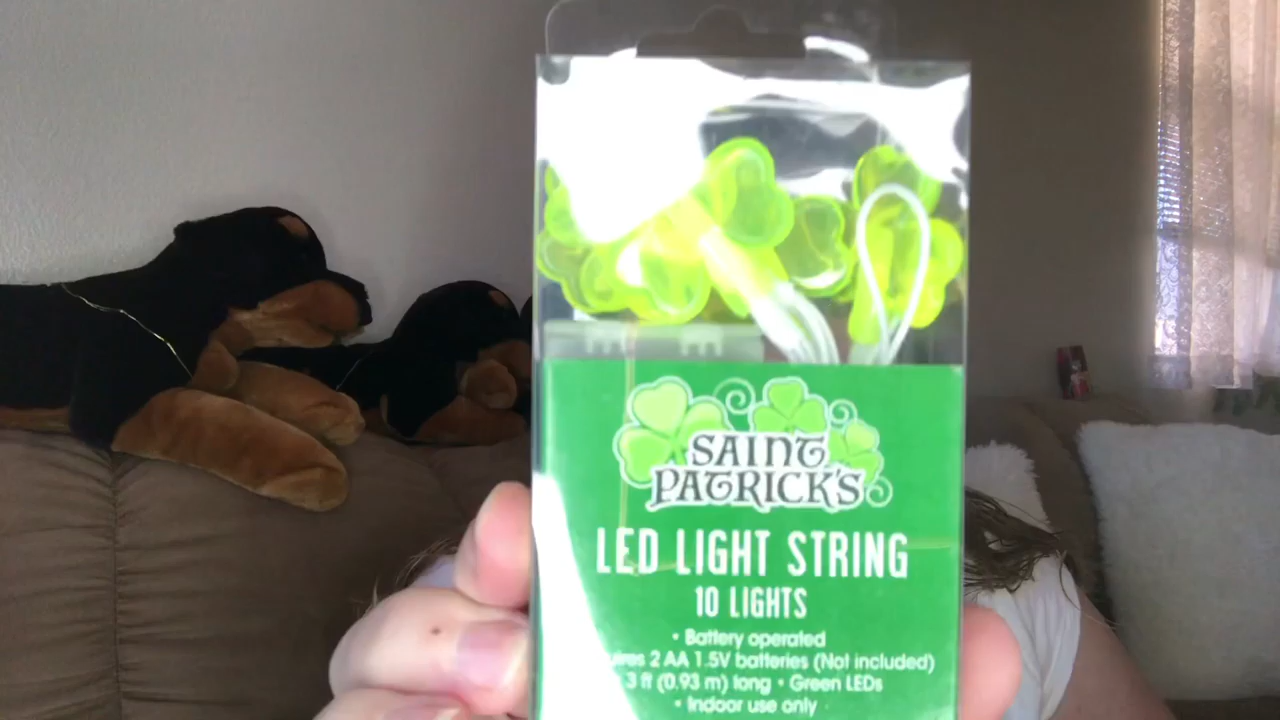 SAINT
PATRICK'S
LED LIGHT STRING
10 LIGHTS
• Battery operated
2 AA 1.5V batteries (Not included)
3 ft (0.93 m) long • Green LEDs
• Indoor use only